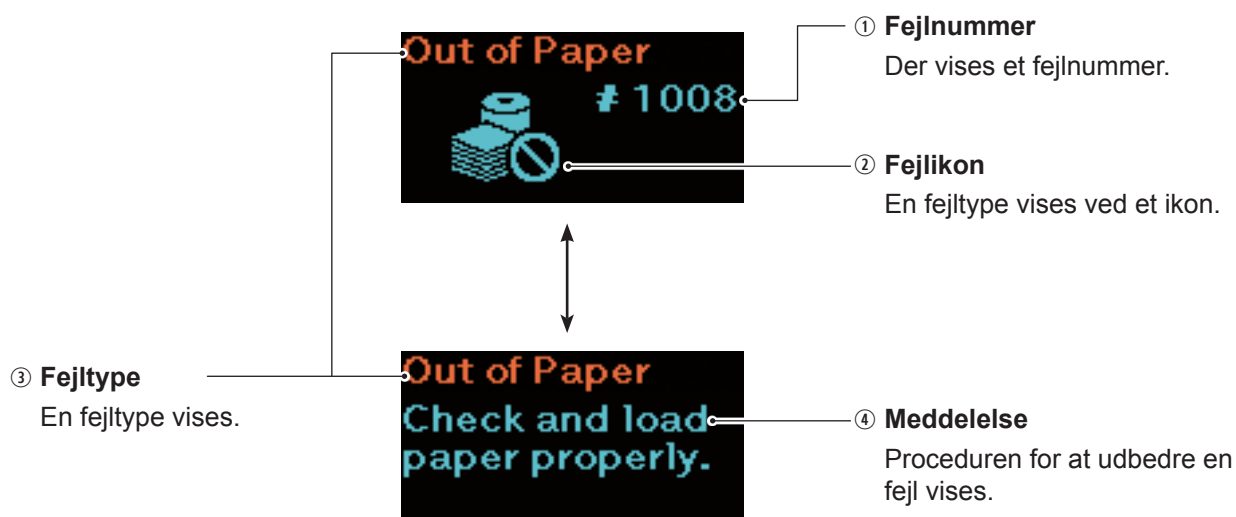 Out of Paper
# 1008
① Fejlnummer
Der vises et fejlnummer.
② Fejlikon
En fejltype vises ved et ikon.
③ Fejltype
En fejltype vises.
Out of Paper
Check and load
paper properly.
④ Meddelelse
Proceduren for at udbedre en
fejl vises.